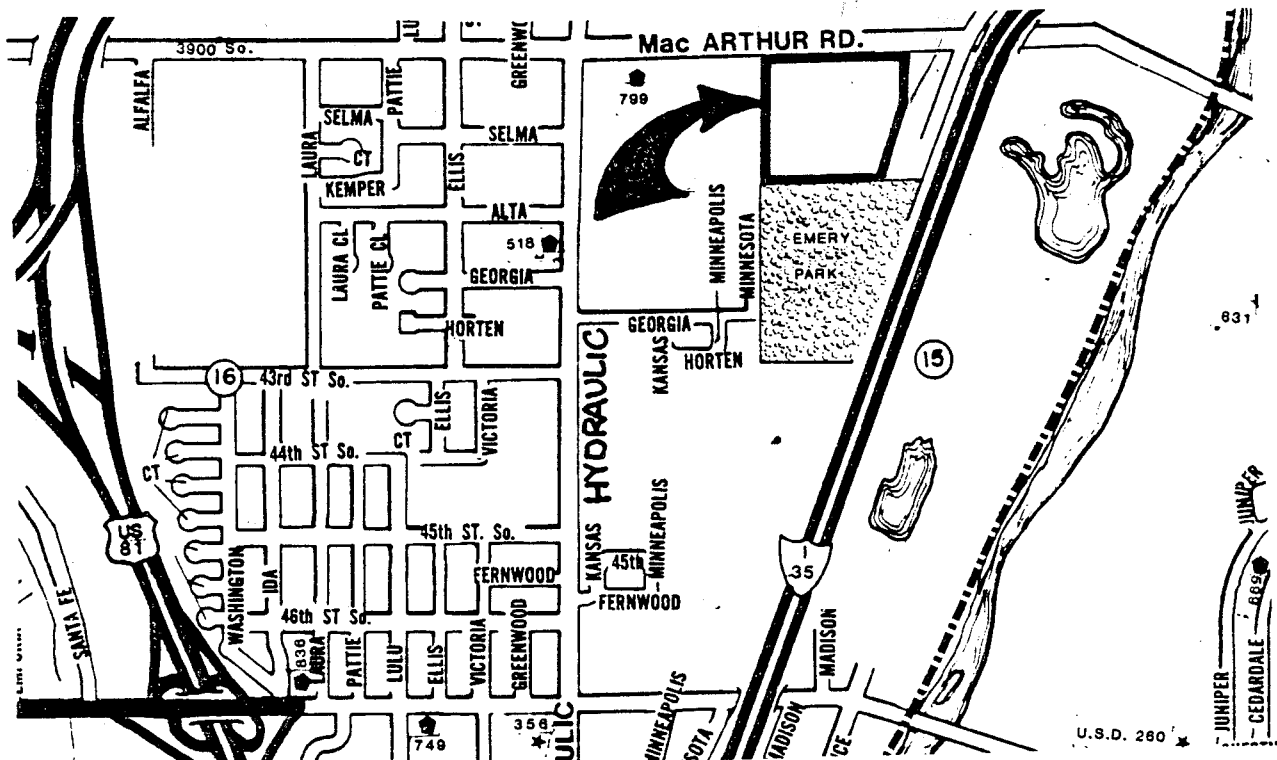 3900 So.
Mac ARTHUR RD.
ALFALFA
PATTIE
GREENWO
799
SELMA
SELMA
LAURA
CT
ELLIS
KEMPER
ALTA
518
LAURA CL
PATTIE CL
GEORGIA
HORTEN
MINNEAPOLIS
MINNESOTA
EMERY
PARK
631
GEORGIA
KANSAS
HORTEN
HYDRAULIC
15
16
43rd ST So.
ELLIS
VICTORIA
CT
44th ST So.
CT
45th ST. So.
KANSAS
MINNEAPOLIS
45th
FERNWOOD
FERNWOOD
US
81
I
35
JUNIPER
669
WASHINGTON
IDA
46th ST So.
SANTA FE
836
LAURA
PATTIE
LULU
ELLIS
VICTORIA
GREENWOOD
MADISON
MINNEAPOLIS
SOTA
MADISON
ICE
JUNIPER
CEDARDALE
749
356
ULIC
U.S.D. 260